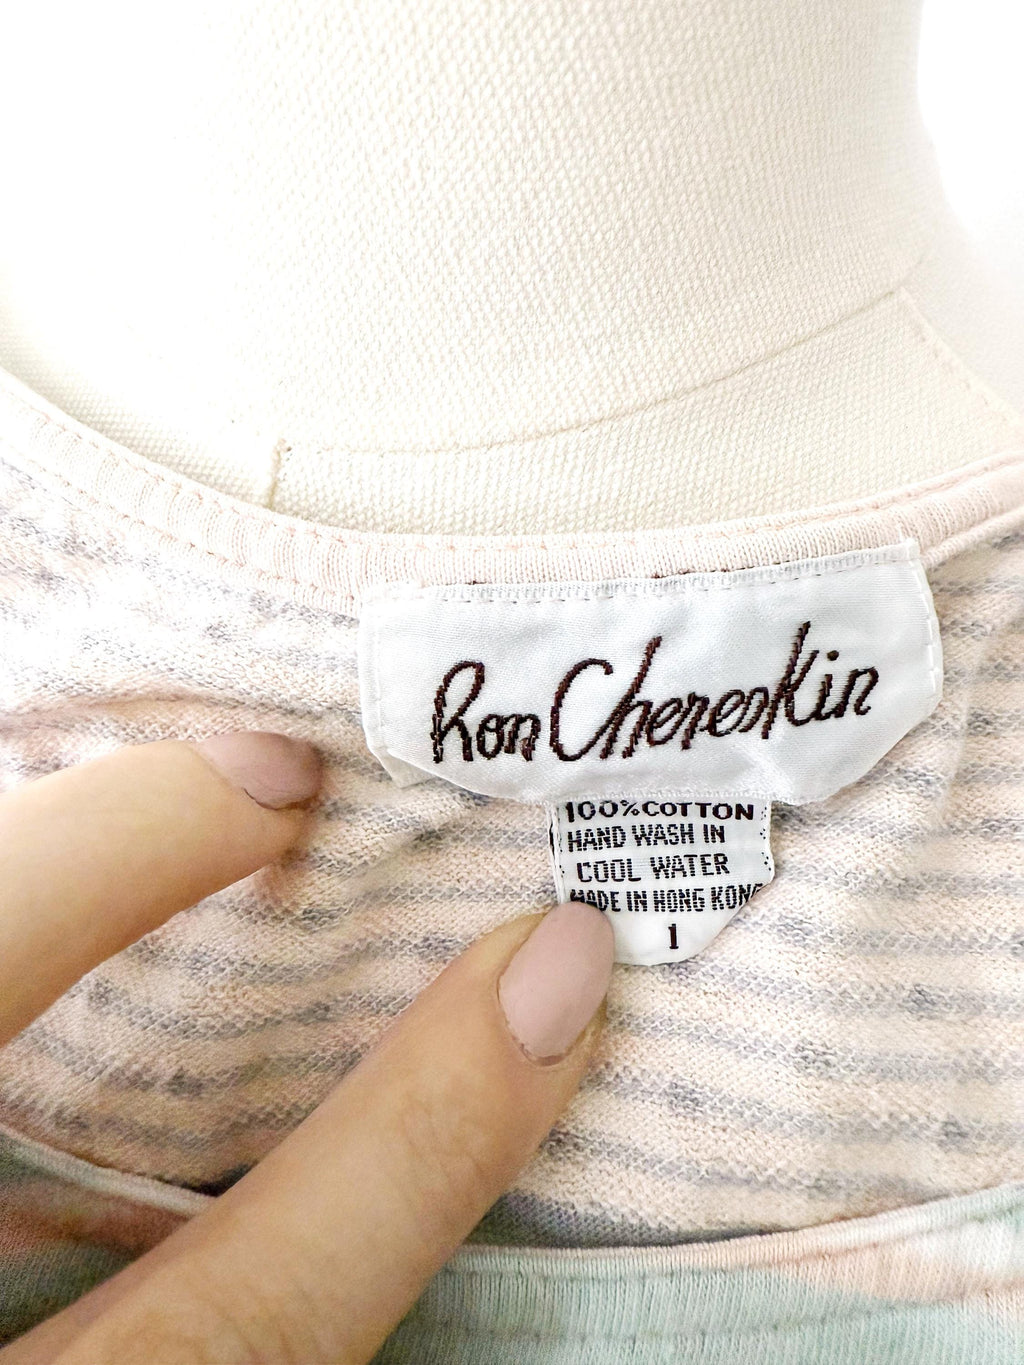 Ron Chereskin
100% COTTON
HAND WASH IN
COOL WATER
MADE IN HONG KONG
1